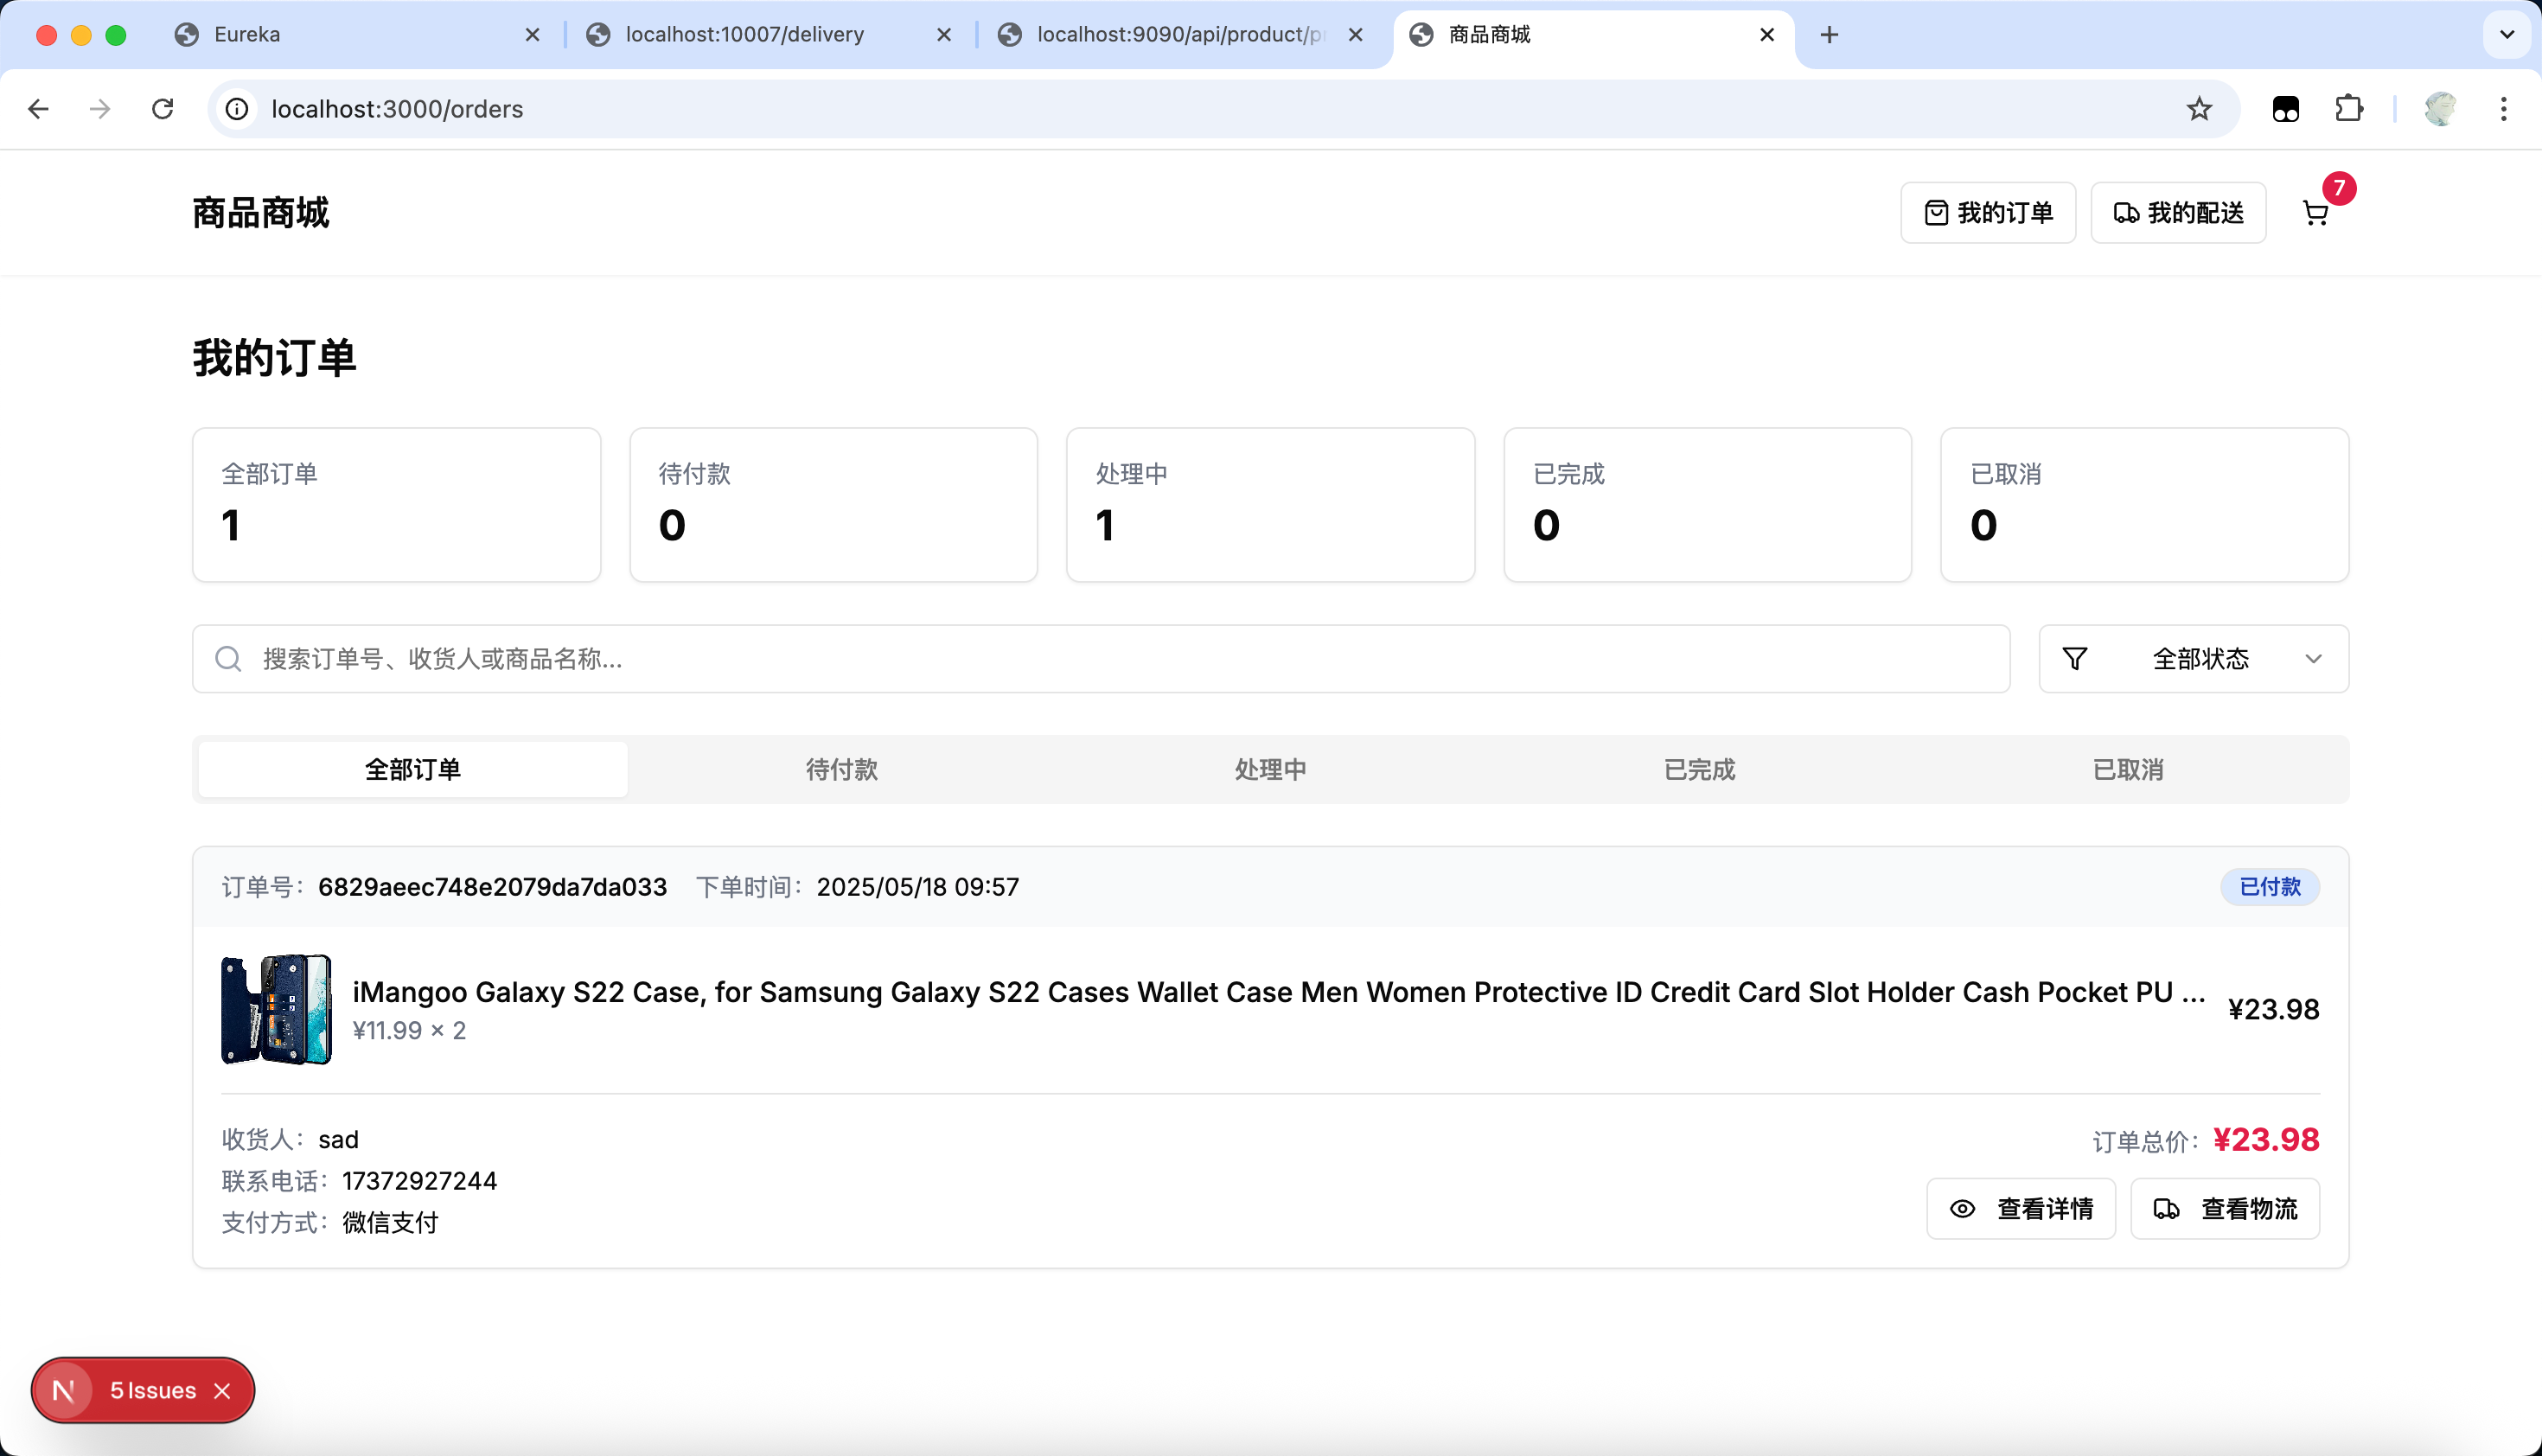 Eureka
localhost:10007/delivery
localhost:9090/api/product/p
商品商城
localhost:3000/orders
商品商城
我的订单
我的配送
7
我的订单
全部订单
1
待付款
0
处理中
1
已完成
0
已取消
0
搜索订单号、收货人或商品名称...
全部状态
全部订单
待付款
处理中
已完成
已取消
订单号: 6829aeec748e2079da7da033 下单时间: 2025/05/18 09:57
已付款
iMangoo Galaxy S22 Case, for Samsung Galaxy S22 Cases Wallet Case Men Women Protective ID Credit Card Slot Holder Cash Pocket PU ...
¥11.99 × 2
¥23.98
收货人: sad
联系电话: 17372927244
支付方式: 微信支付
订单总价: ¥23.98
查看详情
查看物流
N 5 Issues